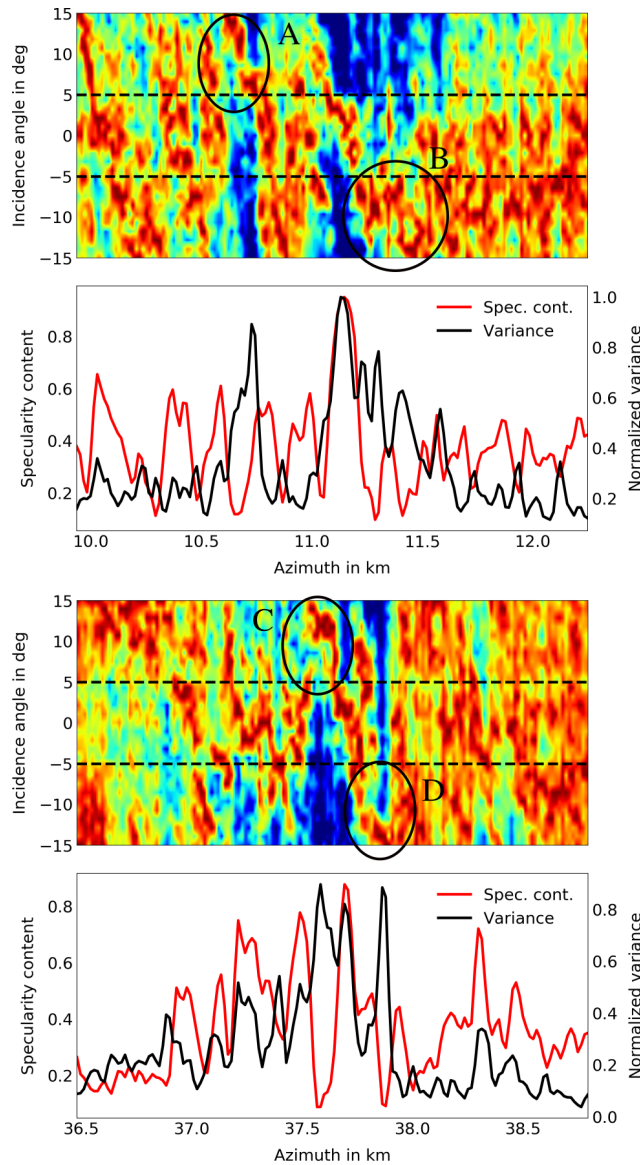 15
10
5
0
−5
−10
−15
Incidence angle in deg
A
B
Specularity content
0.8
0.6
0.4
0.2
Spec. cont.
Variance
1.0
0.8
0.6
0.4
0.2
Normalized variance
10.0 10.5 11.0 11.5 12.0
Azimuth in km
15
10
5
0
−5
−10
−15
Incidence angle in deg
C
D
Specularity content
0.8
0.6
0.4
0.2
Spec. cont.
Variance
0.8
0.6
0.4
0.2
0.0
Normalized variance
36.5 37.0 37.5 38.0 38.5
Azimuth in km